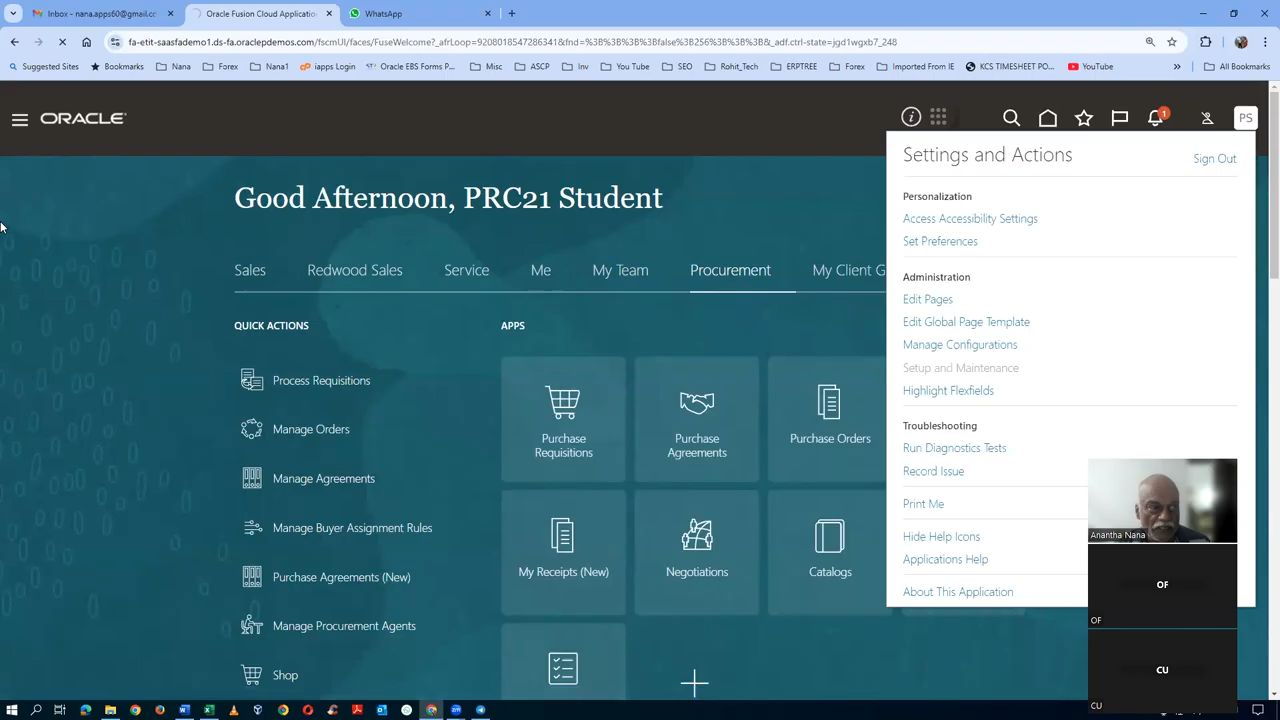 Inbox - nana.apps60@gmail.co
Oracle Fusion Cloud Application
WhatsApp
fa-etit-saasfademo1.ds-fa.oraclepdemos.com/fscmUI/faces/FuseWelcome?_afrLoop=9208018547286341&fnd=%3B%3B%3B%3Bfalse%3B256%3B%3B%3B&_adf.ctrl-state=jgd1wgxb7_248
Suggested Sites
Bookmarks
Nana
Forex
Nana1
iapps Login
Oracle EBS Forms P...
Misc
ASCP
Inv
You Tube
SEO
Rohi_Tech
ERPTREE
Forex
Imported From IE
KCS TIMESHEET PO...
YouTube
All Bookmarks
ORACLE
1
PS
Good Afternoon, PRC21 Student
Sales
Redwood Sales
Service
Me
My Team
Procurement
My Client G
QUICK ACTIONS
Process Requisitions
Manage Orders
Manage Agreements
Manage Buyer Assignment Rules
Purchase Agreements (New)
Manage Procurement Agents
Shop
APPS
Purchase
Requisitions
Purchase
Agreements
Purchase Orders
My Receipts (New)
Negotiations
Catalogs
Settings and Actions
Sign Out
Personalization
Access Accessibility Settings
Set Preferences
Administration
Edit Pages
Edit Global Page Template
Manage Configurations
Setup and Maintenance
Highlight Flexfields
Troubleshooting
Run Diagnostics Tests
Record Issue
Print Me
Hide Help Icons
Applications Help
About This Application
Anantha Nana
OF
OF
CU
CU